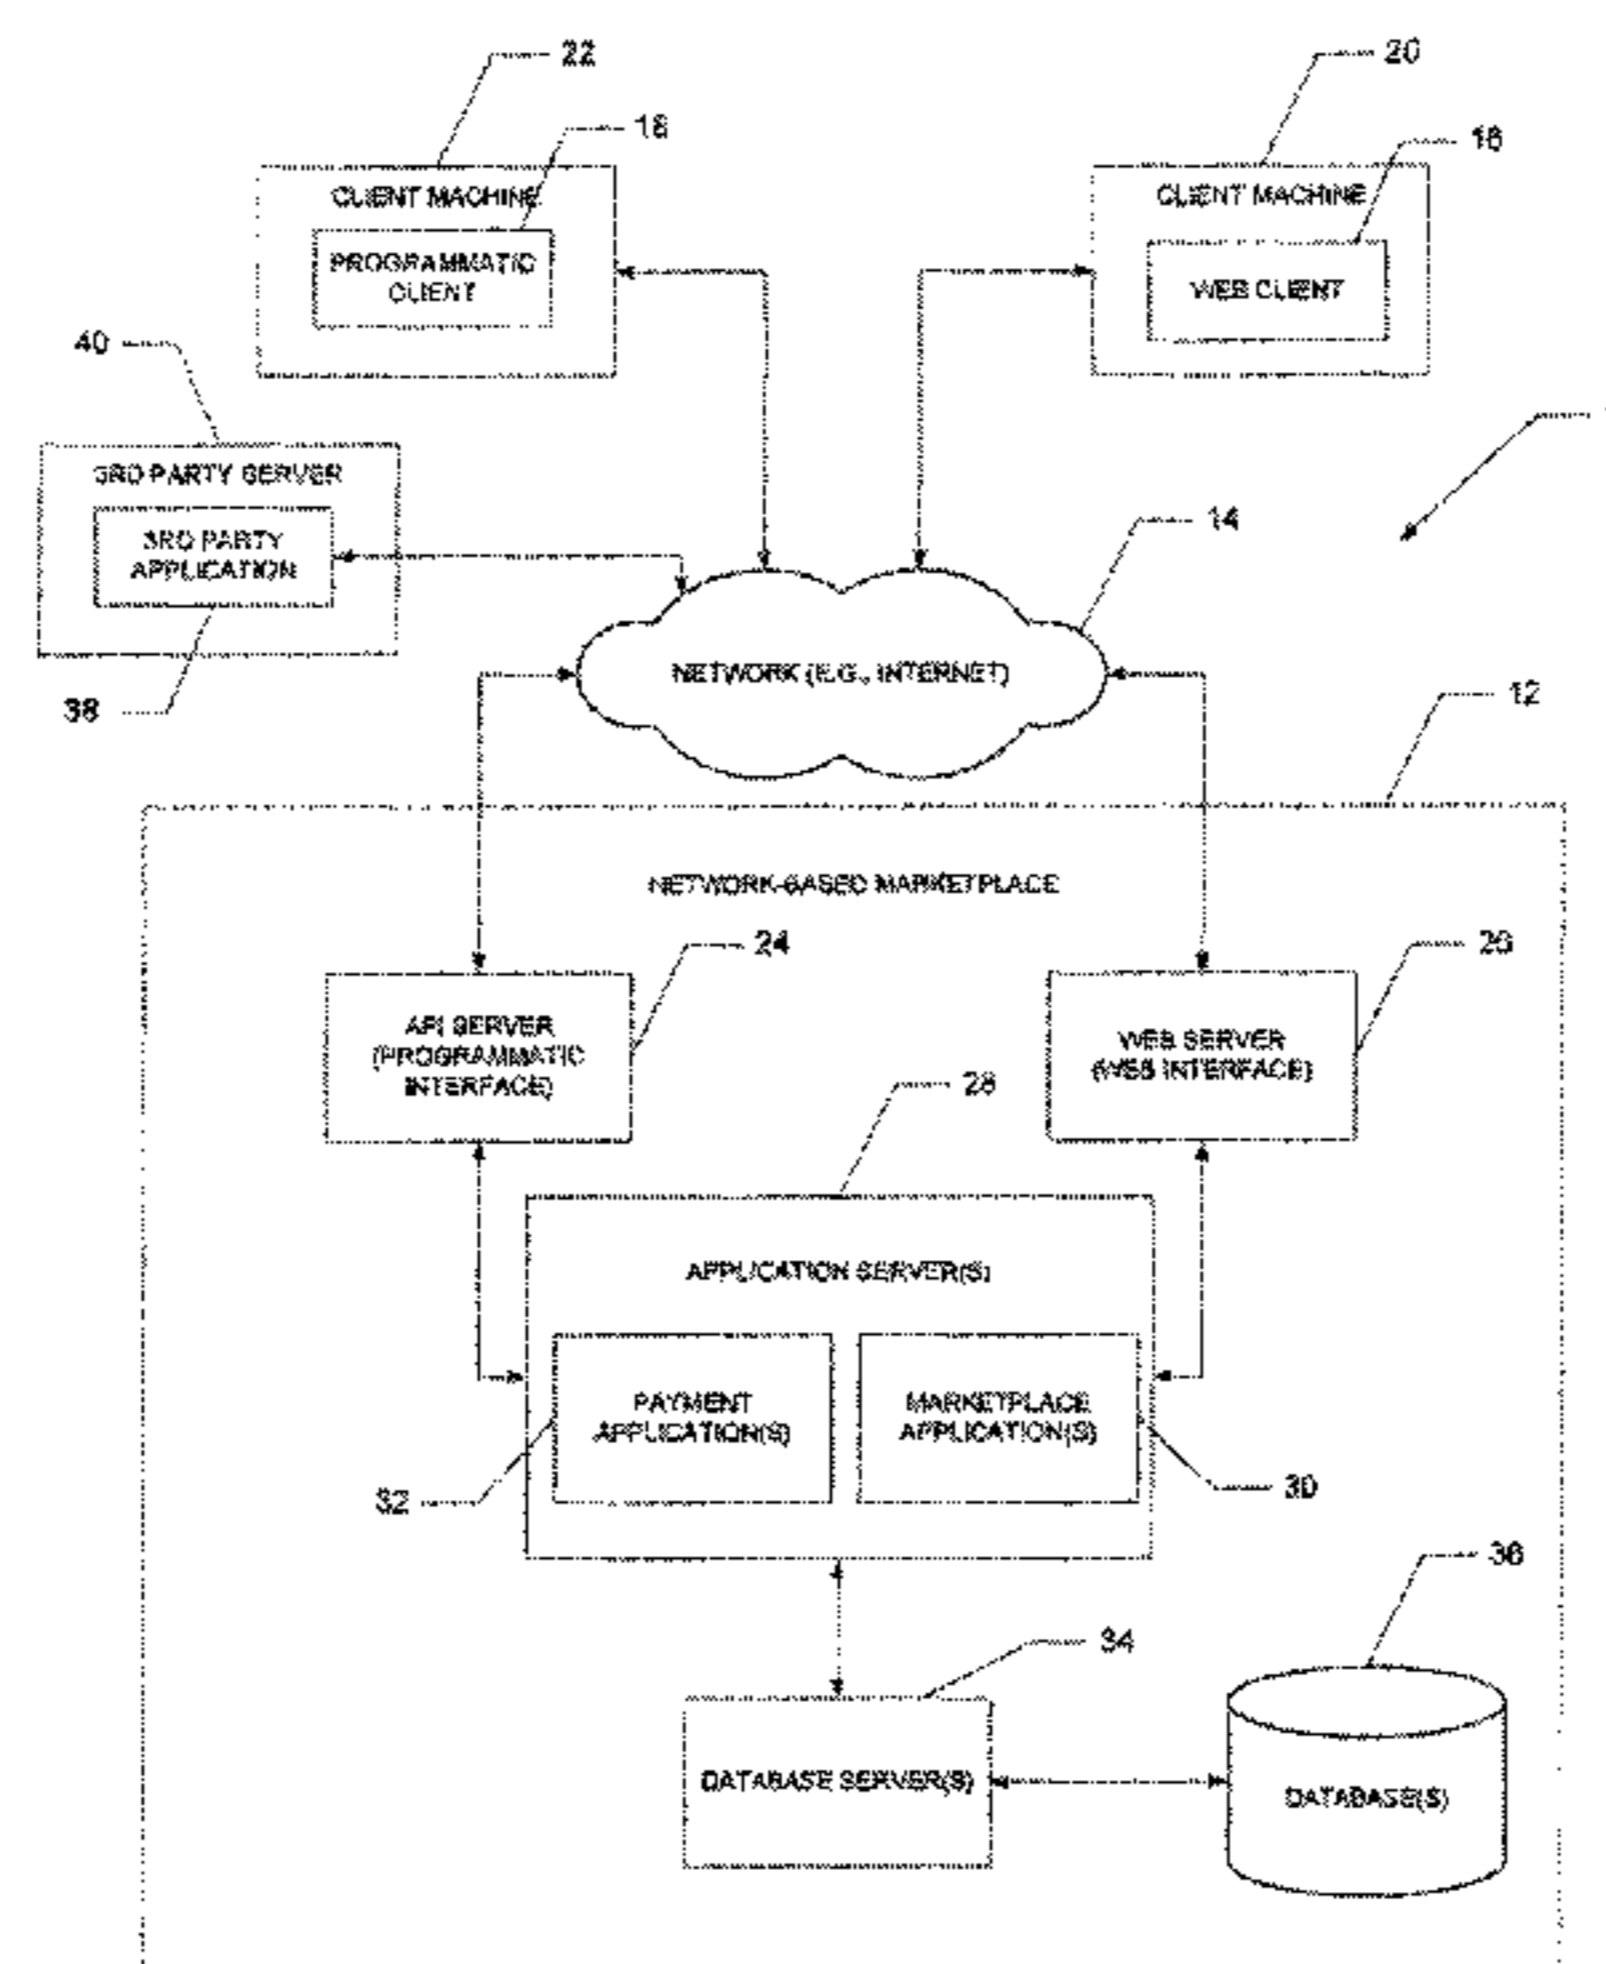 22
20
18
16
CLIENT MACHINE
CLIENT MACHINE
PROGRAMMATIC
CLIENT
WEB CLIENT
40
3RD PARTY SERVER
3RD PARTY
APPLICATION
14
NETWORK (E.G., INTERNET)
38
12
NETWORK-BASED MARKETPLACE
24
26
API SERVER
(PROGRAMMATIC
INTERFACE)
WEB SERVER
(WEB INTERFACE)
28
APPLICATION SERVER(S)
PAYMENT
APPLICATION(S)
MARKETPLACE
APPLICATION(S)
32
30
36
34
DATABASE SERVER(S)
DATABASE(S)